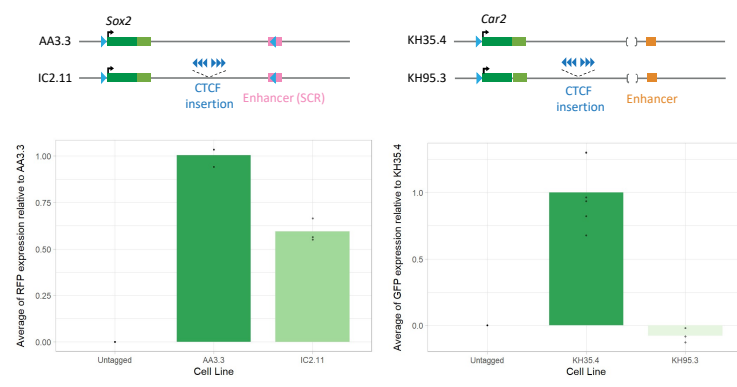 Sox2
AA3.3
IC2.11
CTCF
insertion
Enhancer (SCR)
Car2
KH35.4
KH95.3
CTCF
insertion
Enhancer
Average of RFP expression relative to AA3.3
1.00
0.75
0.50
0.25
0.00
Untagged
AA3.3
IC2.11
Cell Line
Average of GFP expression relative to KH35.4
1.0
0.5
0.0
Untagged
KH35.4
KH95.3
Cell Line